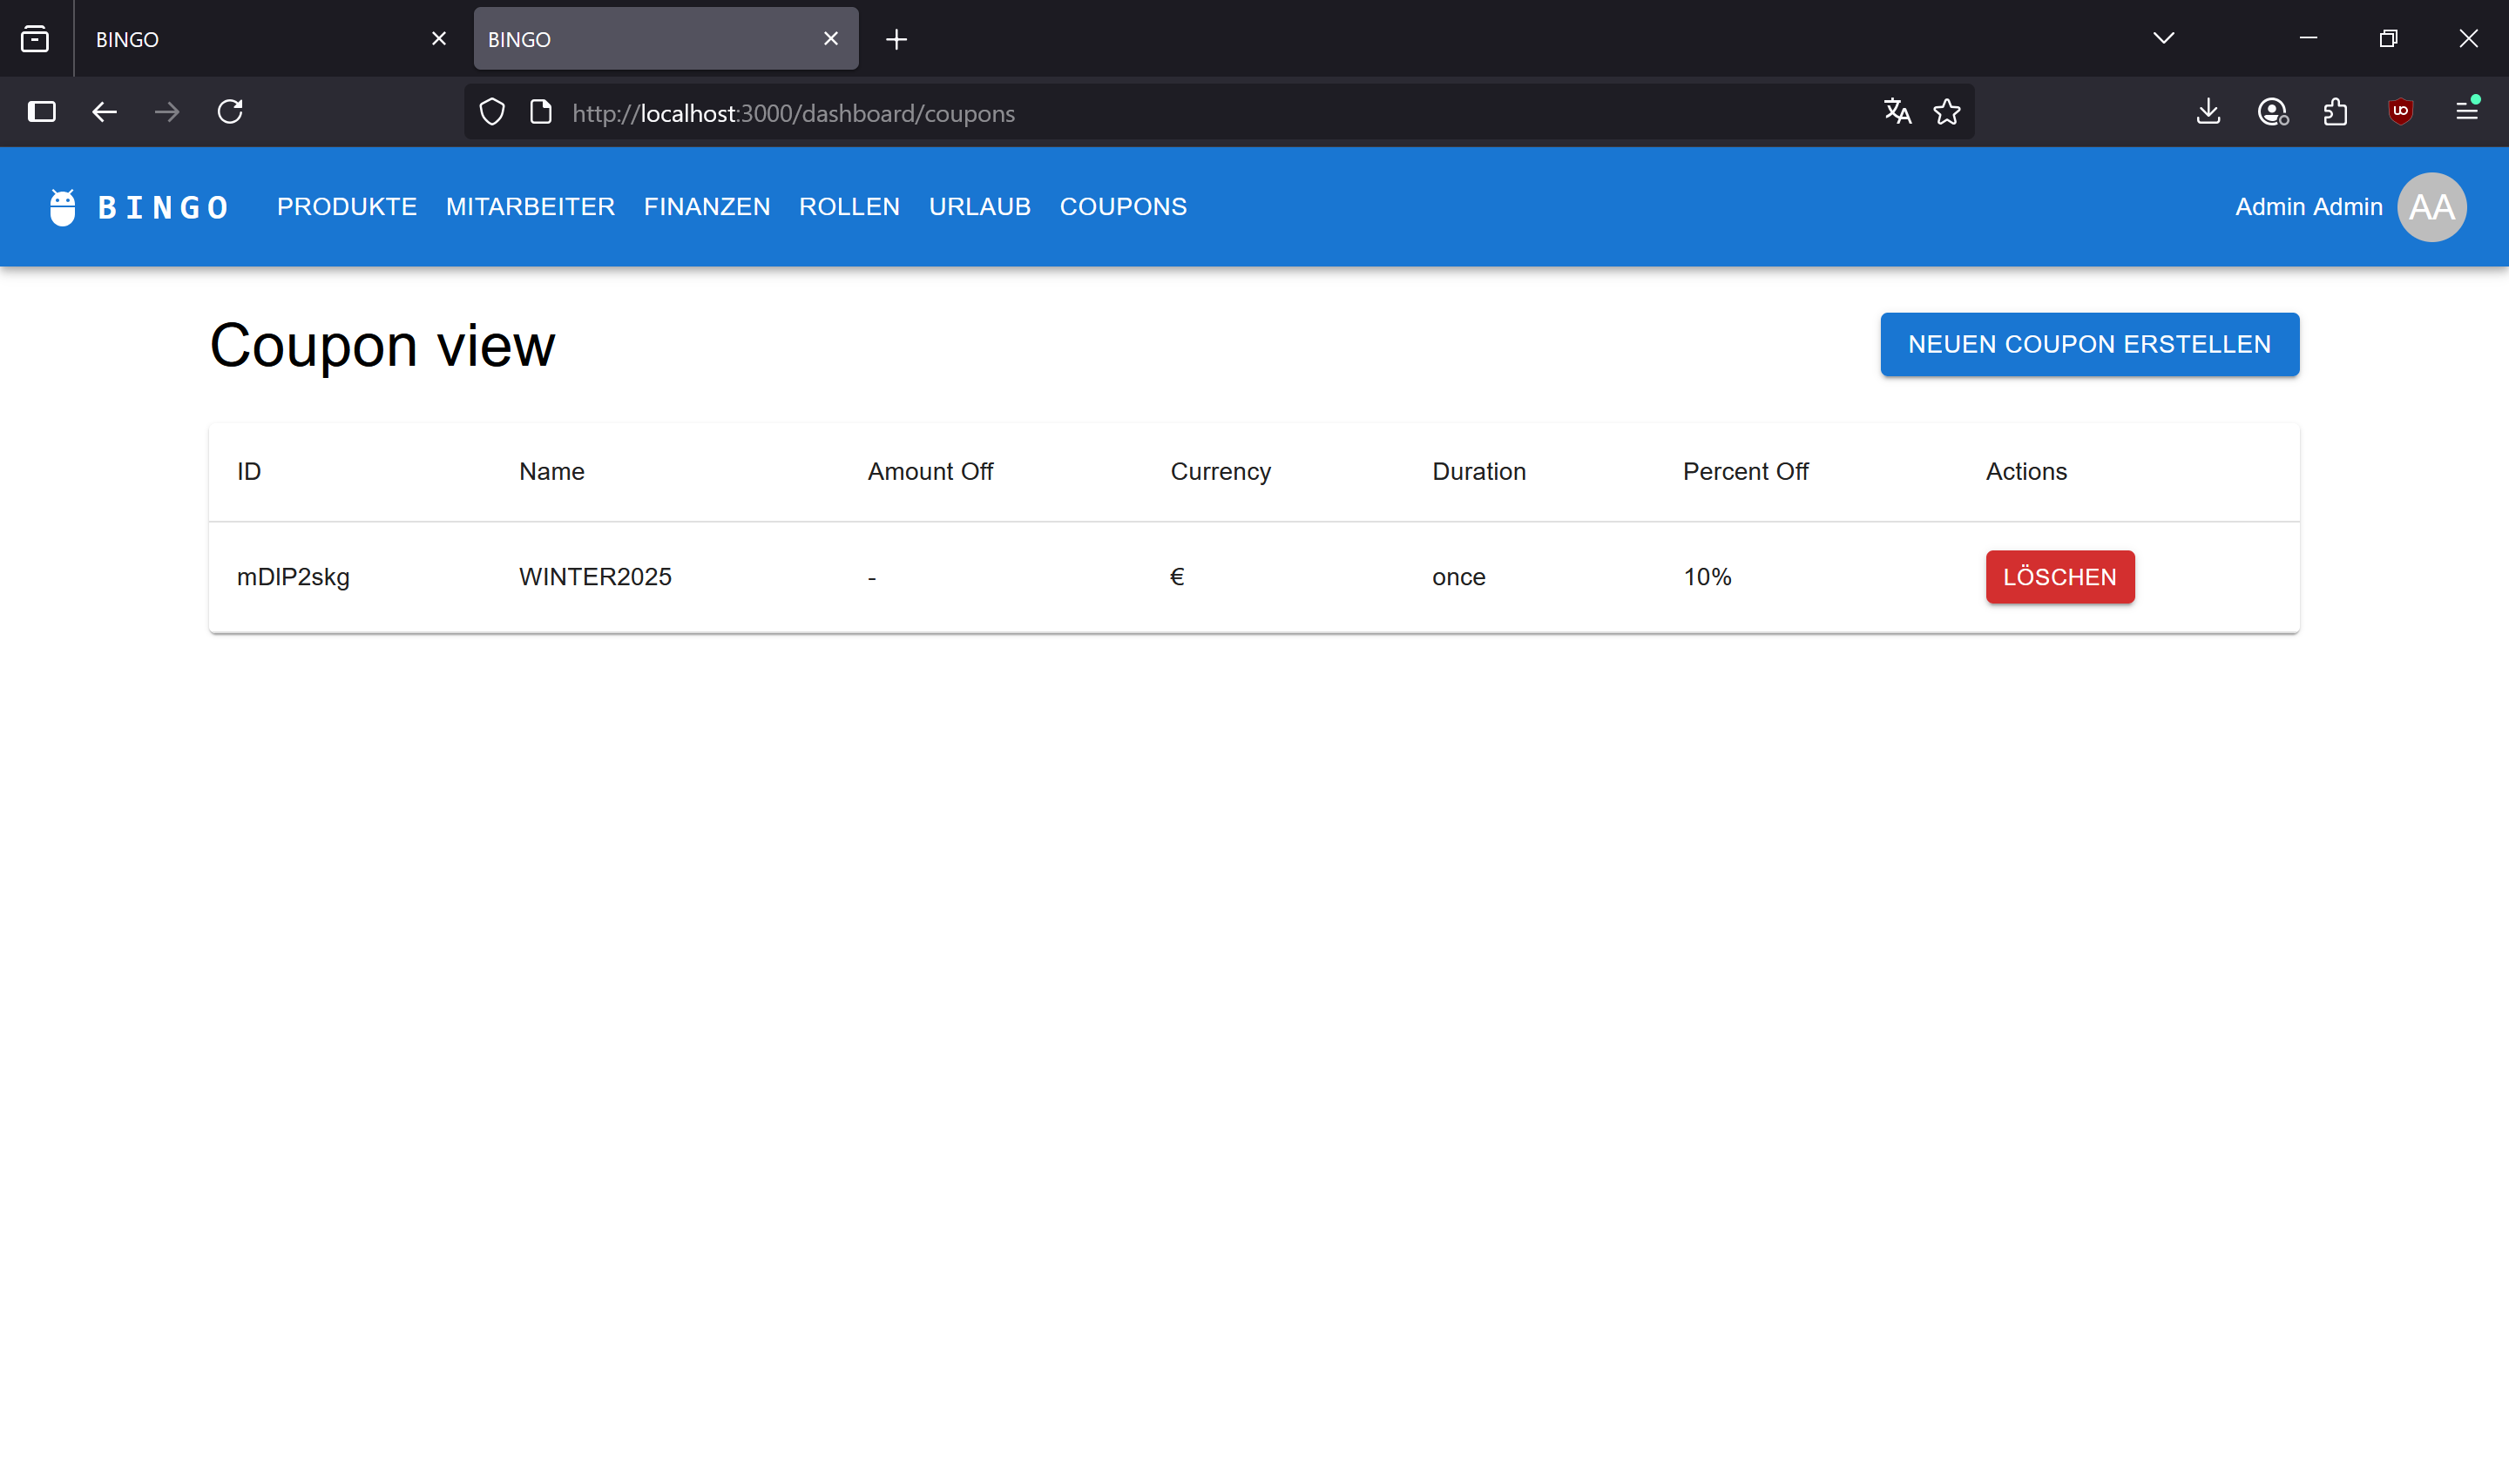 BINGO
BINGO
http://localhost:3000/dashboard/coupons
BINGO PRODUKTE MITARBEITER FINANZEN ROLLEN URLAUB COUPONS Admin Admin AA
Coupon view NEUEN COUPON ERSTELLEN
ID Name Amount Off Currency Duration Percent Off Actions
mDIP2skg WINTER2025 - € once 10% LÖSCHEN